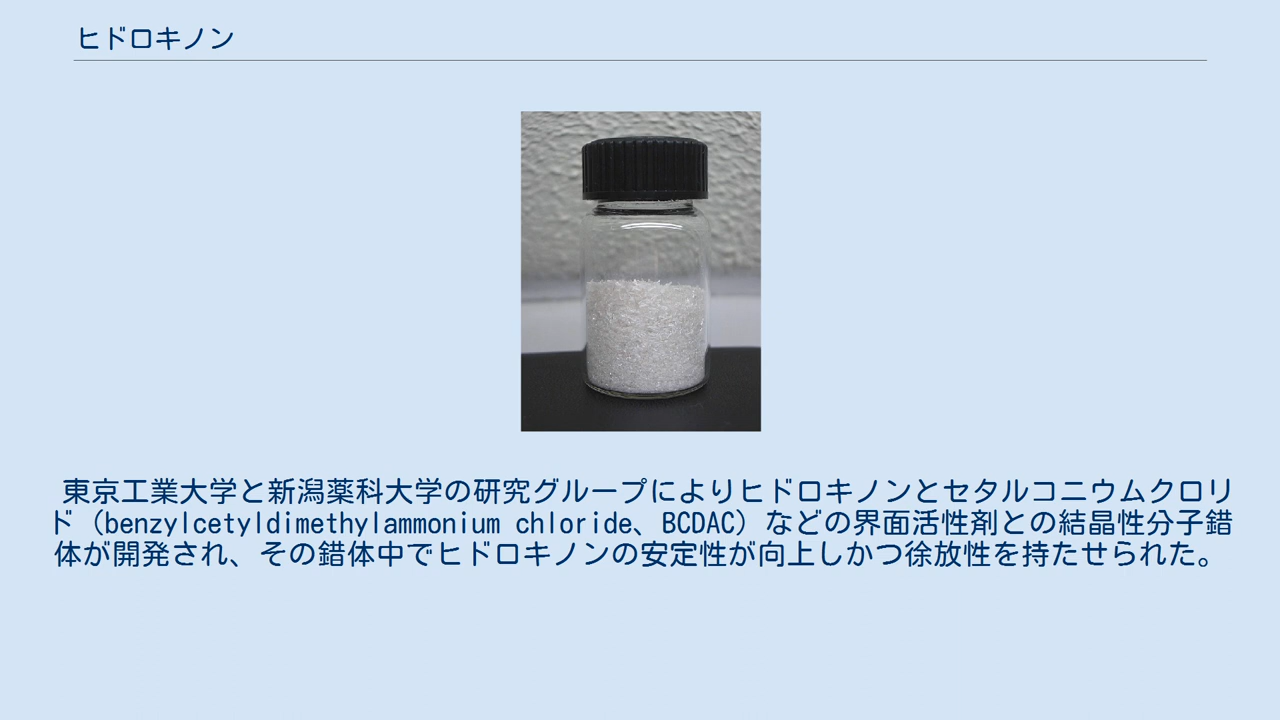 ヒドロキノン
東京工業大学と新潟薬科大学の研究グループによりヒドロキノンとセタルコニウムクロリ
ド（benzylcetyldimethylammonium chloride、BCDAC）などの界面活性剤との結晶性分子錯
体が開発され、その錯体中でヒドロキノンの安定性が向上しかつ徐放性を持たせられた。